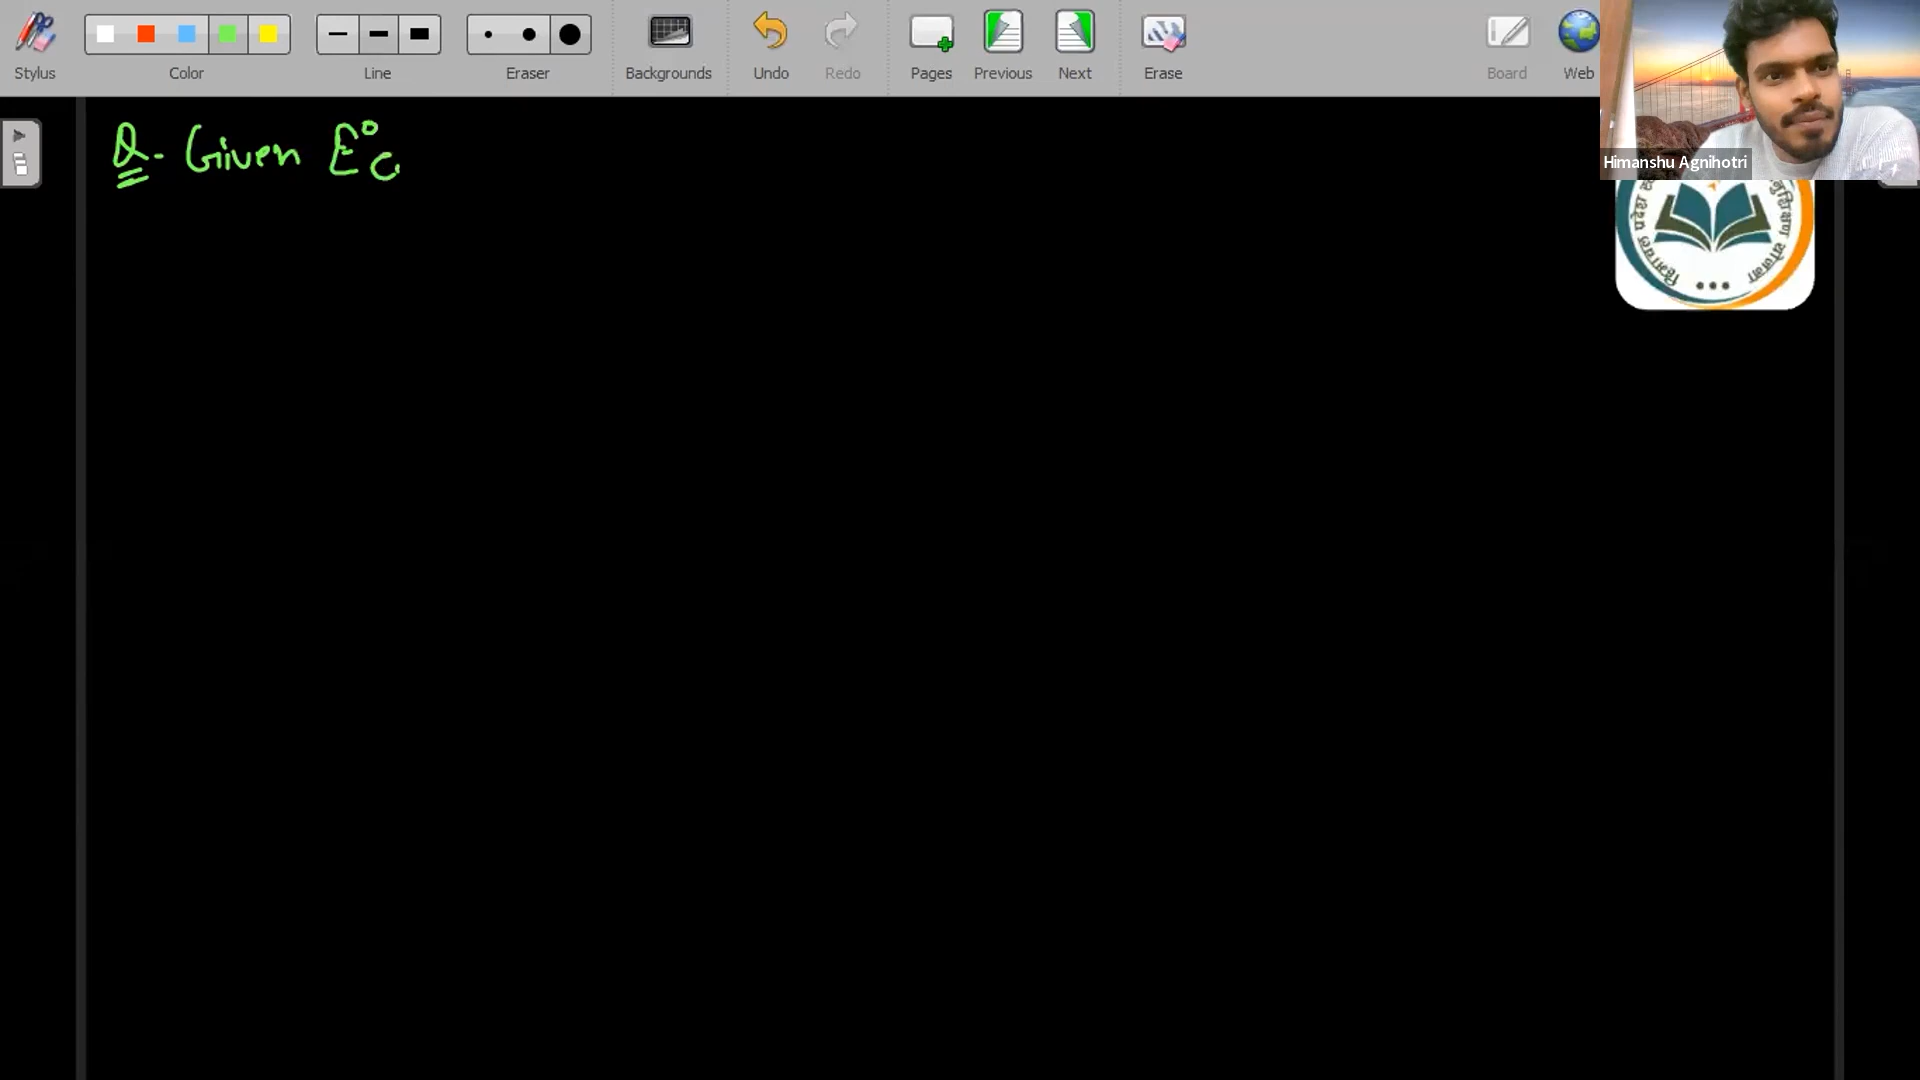 Stylus Color Line Eraser Backgrounds Undo Redo Pages Previous Next Erase Board Web
Himanshu Agnihotri
Q- Given E°C